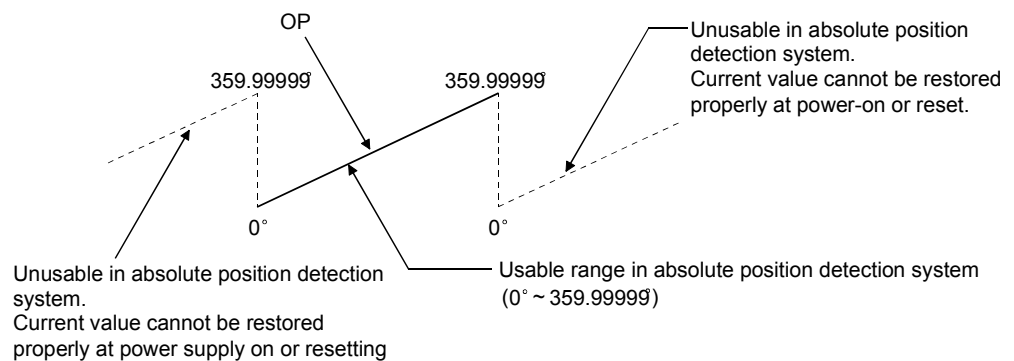 OP
Unusable in absolute position
detection system.
Current value cannot be restored
properly at power-on or reset.
359.99999°
359.99999°
0°
0°
Unusable in absolute position detection
system.
Current value cannot be restored
properly at power supply on or resetting
Usable range in absolute position detection system
(0° ~ 359.99999°)